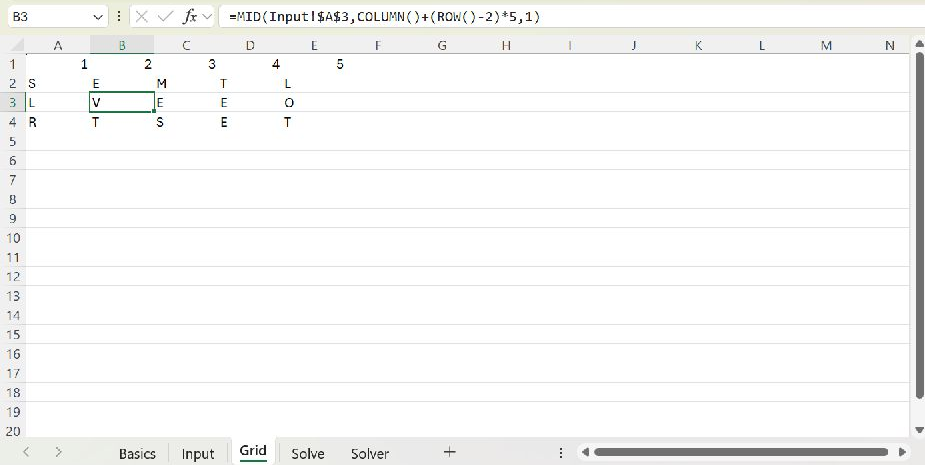 B3 fx =MID(Input!$A$3,COLUMN()+(ROW()-2)*5,1)
A B C D E F G H I J K L M N
1 1 2 3 4 5
2 S E M T L
3 L V E E O
4 R T S E T
5
6
7
8
9
10
11
12
13
14
15
16
17
18
19
20
Basics Input Grid Solve Solver +